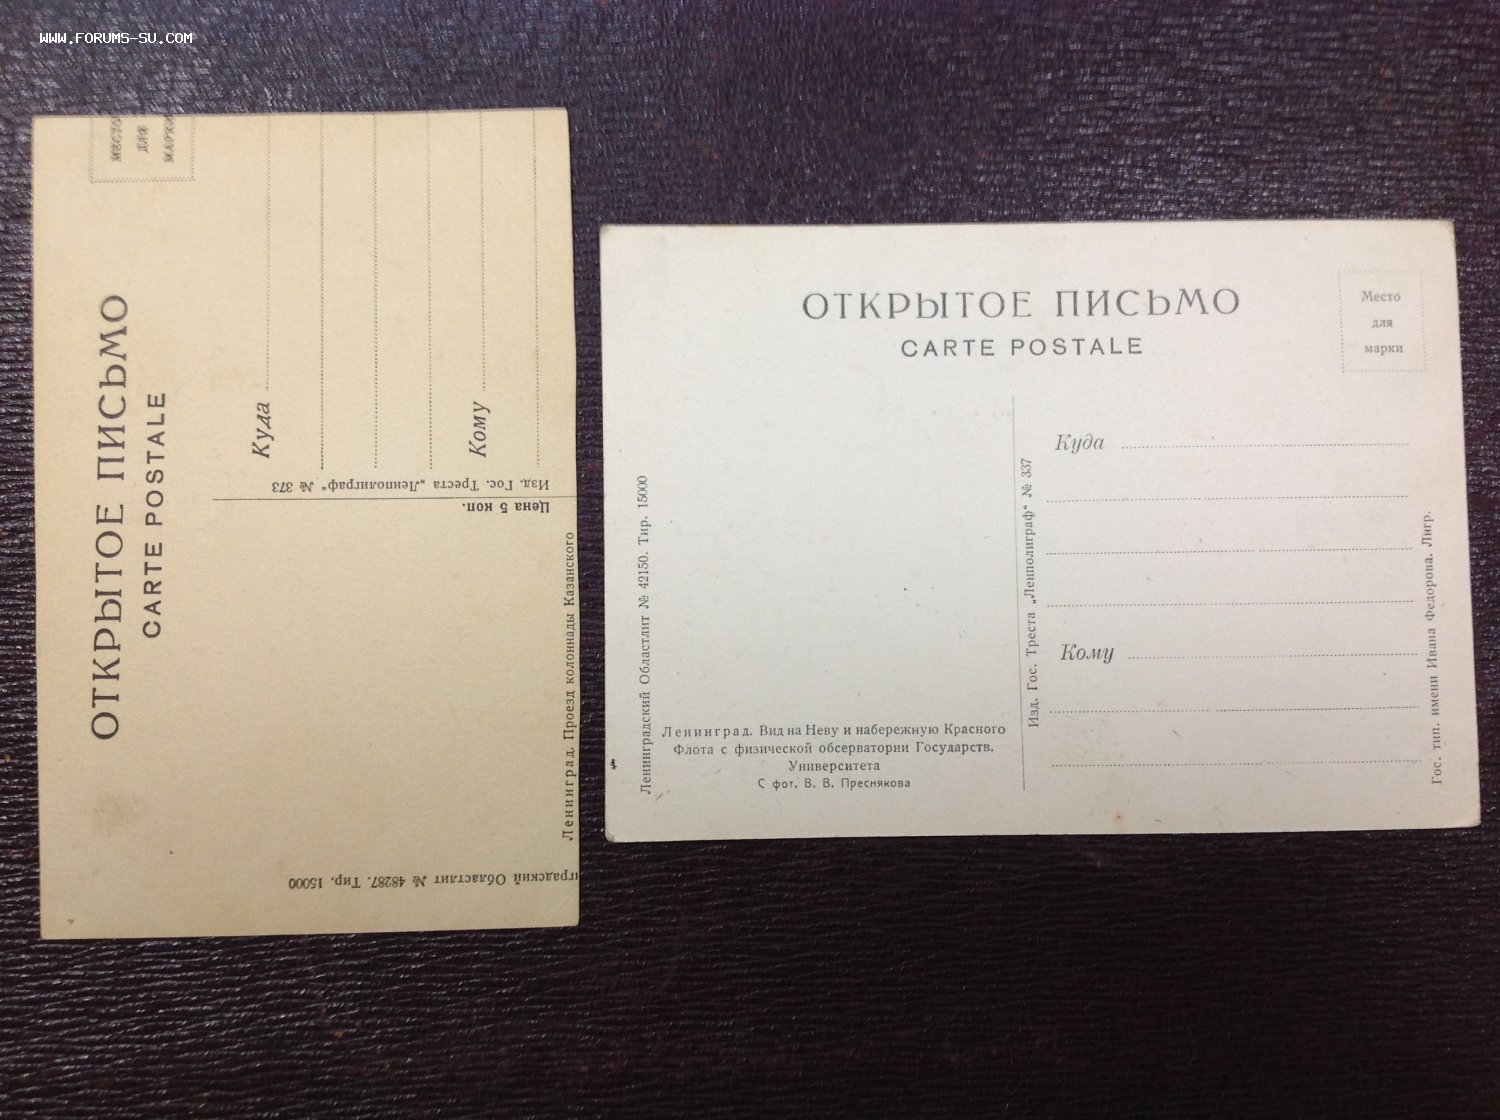 WWW.FORUMS-SU.COM
МЕСТО
ДЛЯ
МАРКИ
ОТКРЫТОЕ ПИСЬМО
CARTE POSTALE
Куда
Кому
Изд. Гос. Треста „Ленполиграф“ № 373
Цена 5 коп.
Ленинград. Проезд колоннады Казанского
нградский Областлит № 48287. Тир. 15000
ОТКРЫТОЕ ПИСЬМО
CARTE POSTALE
Место
для
марки
Куда
Кому
Ленинградский Областлит № 42150. Тир. 15000
Ленинград. Вид на Неву и набережную Красного
Флота с физической обсерватории Государств.
Университета
С фот. В. В. Преснякова
Изд. Гос. Треста „Ленполиграф“ № 337
Гос. тип. имени Ивана Федорова. Лнгр.